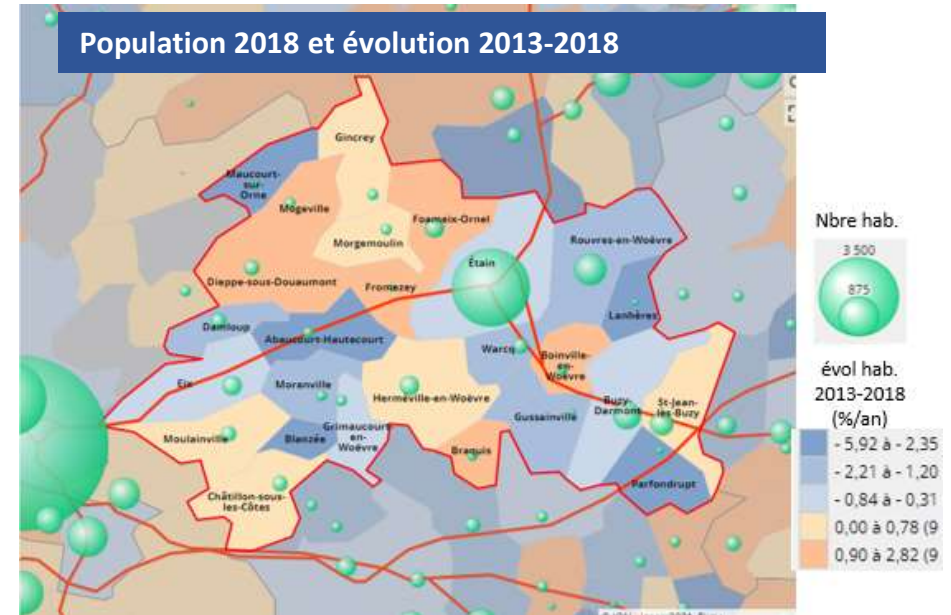 Population 2018 et évolution 2013-2018
Gincrey
Maucourt-
sur-
Orne
Mogeville
Foameix-Ornel
Morgemoulin
Rouvres-en-Woëvre
Étain
Dieppe-sous-Douaumont
Fromezey
Lanhères
Damloup
Abaucourt-Hautecourt
Warcq
Boinville-
en-
Woëvre
Eix
Moranville
Herméville-en-Woëvre
Buzy-
Darmont
St-Jean-
lès-Buzy
Gussainville
Grimaucourt-
en-
Woëvre
Moulainville
Blanzée
Braquis
Parfondrupt
Châtillon-sous-
les-Côtes
Nbre hab.
3 500
875
évol hab.
2013-2018
(%/an)
- 5,92 à - 2,35
- 2,21 à - 1,20
- 0,84 à - 0,31
0,00 à 0,78 (9
0,90 à 2,82 (9